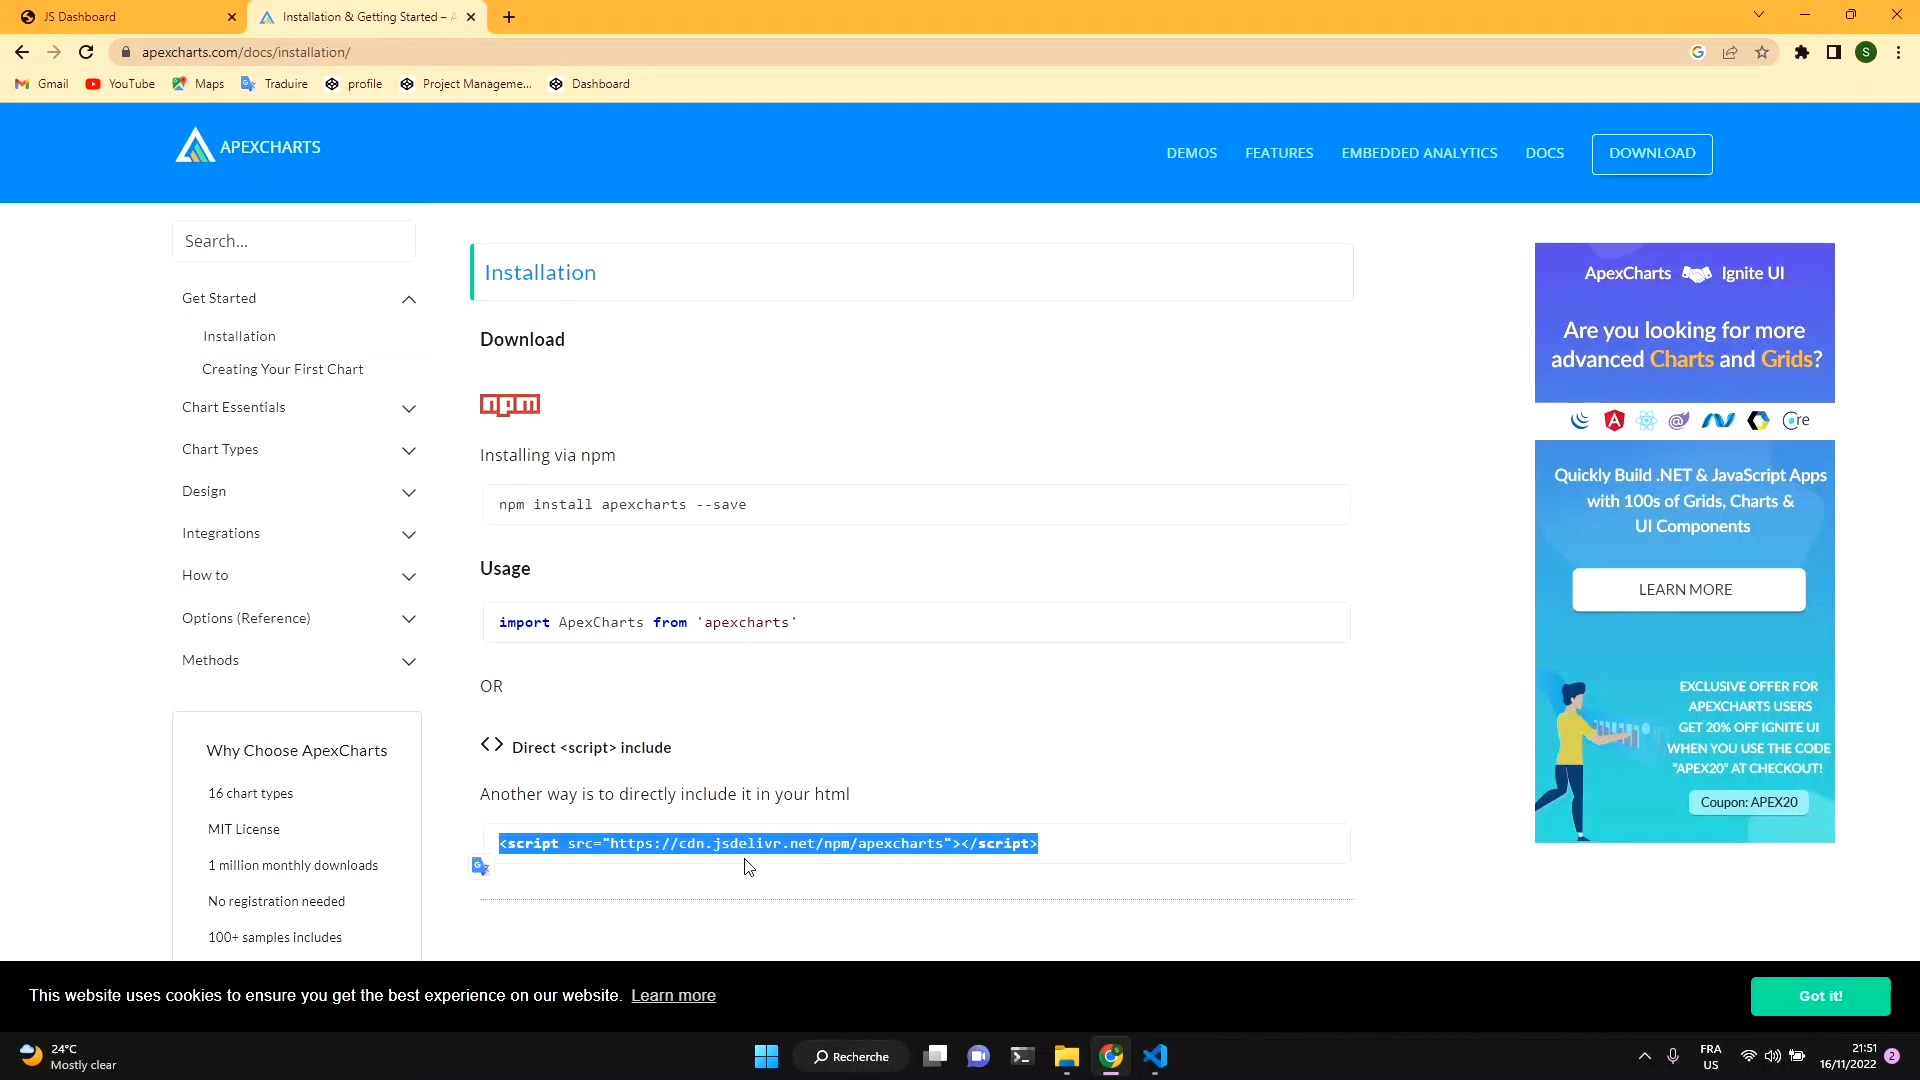 JS Dashboard
Installation & Getting Started – A
apexcharts.com/docs/installation/
Gmail
YouTube
Maps
Traduire
profile
Project Manageme...
Dashboard
APEXCHARTS
DEMOS
FEATURES
EMBEDDED ANALYTICS
DOCS
DOWNLOAD
Search...
Get Started
Installation
Creating Your First Chart
Chart Essentials
Chart Types
Design
Integrations
How to
Options (Reference)
Methods
Why Choose ApexCharts
16 chart types
MIT License
1 million monthly downloads
No registration needed
100+ samples includes
Installation
Download
npm
Installing via npm
npm install apexcharts --save
Usage
import ApexCharts from 'apexcharts'
OR
<> Direct <script> include
Another way is to directly include it in your html
<script src="https://cdn.jsdelivr.net/npm/apexcharts"></script>
ApexCharts Ignite UI
Are you looking for more
advanced Charts and Grids?
Core
Quickly Build .NET & JavaScript Apps
with 100s of Grids, Charts &
UI Components
LEARN MORE
EXCLUSIVE OFFER FOR
APEXCHARTS USERS
GET 20% OFF IGNITE UI
WHEN YOU USE THE CODE
"APEX20" AT CHECKOUT!
Coupon: APEX20
This website uses cookies to ensure you get the best experience on our website. Learn more
Got it!
24°C
Mostly clear
Recherche
FRA
US
21:51
16/11/2022
2
S